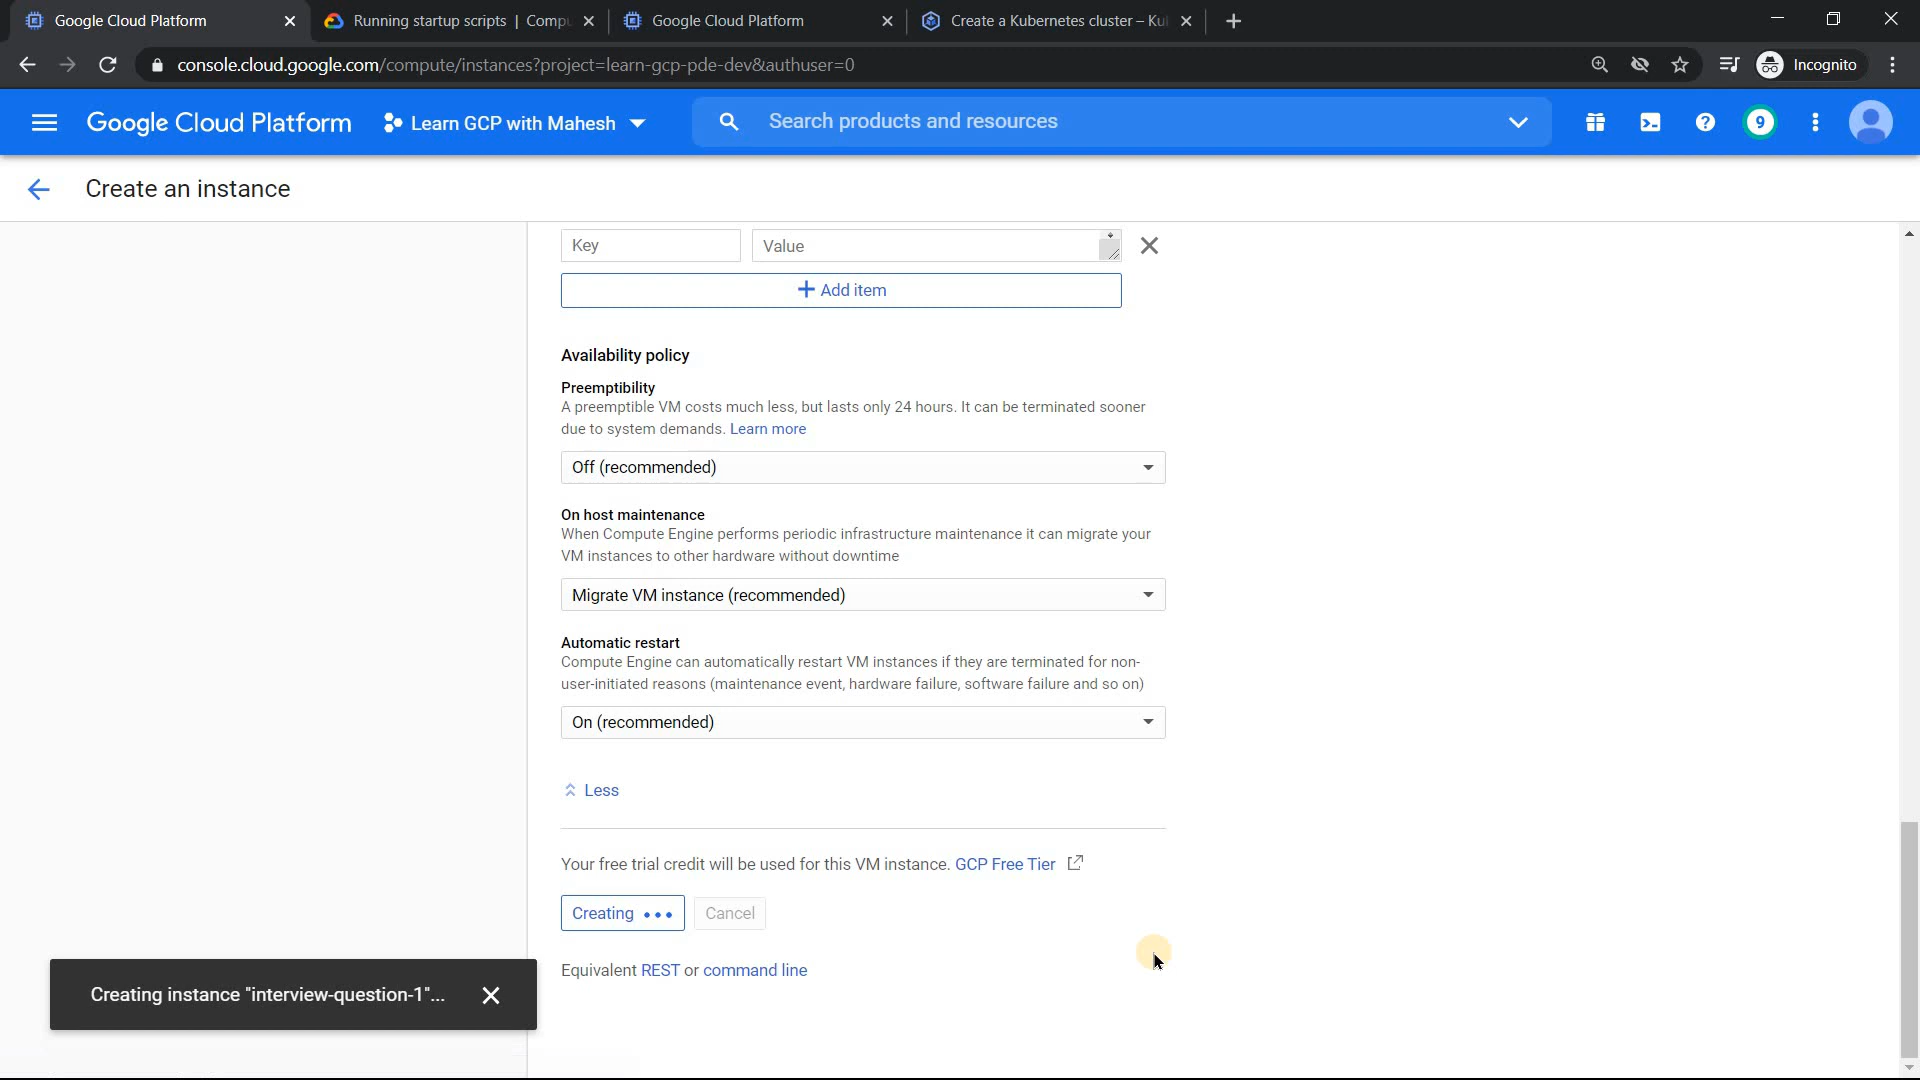 Google Cloud Platform
Running startup scripts | Compu
Google Cloud Platform
Create a Kubernetes cluster – Ku
console.cloud.google.com/compute/instances?project=learn-gcp-pde-dev&authuser=0
Incognito
Google Cloud Platform
Learn GCP with Mahesh
Search products and resources
9
Create an instance
Key
Value
+ Add item
Availability policy
Preemptibility
A preemptible VM costs much less, but lasts only 24 hours. It can be terminated sooner
due to system demands. Learn more
Off (recommended)
On host maintenance
When Compute Engine performs periodic infrastructure maintenance it can migrate your
VM instances to other hardware without downtime
Migrate VM instance (recommended)
Automatic restart
Compute Engine can automatically restart VM instances if they are terminated for non-
user-initiated reasons (maintenance event, hardware failure, software failure and so on)
On (recommended)
Less
Your free trial credit will be used for this VM instance. GCP Free Tier
Creating
Cancel
Equivalent REST or command line
Creating instance "interview-question-1"...